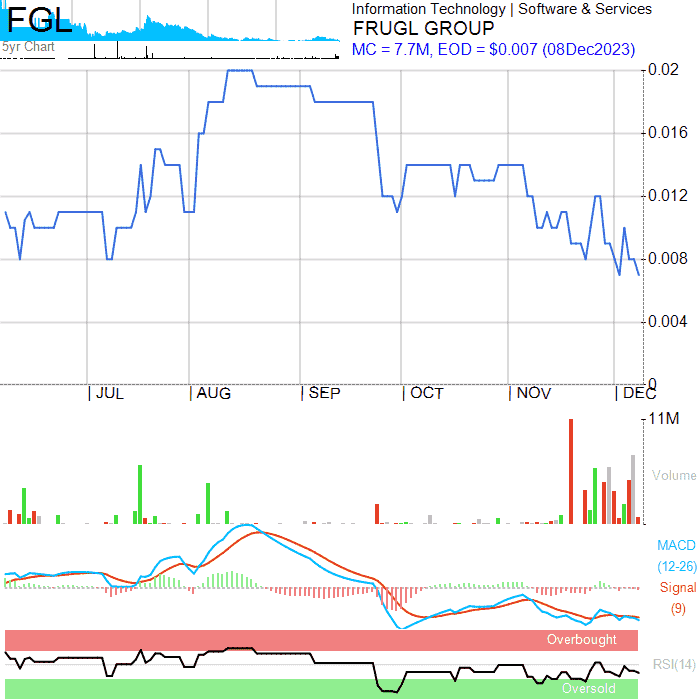 FGL
5yr Chart
Information Technology | Software & Services
FRUGL GROUP
MC = 7.7M, EOD = $0.007 (08Dec2023)
0.02
0.016
0.012
0.008
0.004
0
JUL AUG SEP OCT NOV DEC
11M
Volume
MACD
(12-26)
Signal
(9)
Overbought
RSI(14)
Oversold